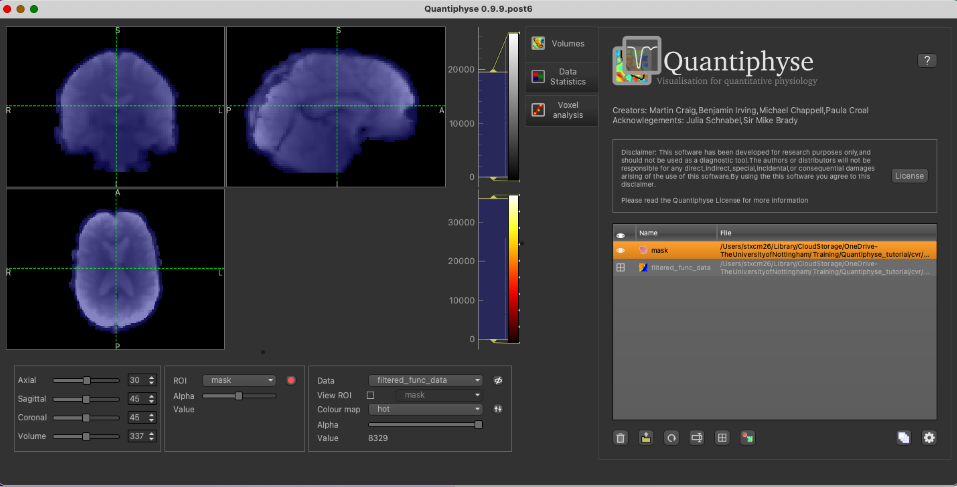 Quantiphyse 0.9.9.post6
S
R
L
S
P
A
A
R
L
P
20000
10000
0
30000
20000
10000
0
Volumes
Data
Statistics
Voxel
analysis
Quantiphyse
Visualisation for quantitative physiology
?
Creators: Martin Craig,Benjamin Irving,Michael Chappell,Paula Croal
Acknowlegements: Julia Schnabel,Sir Mike Brady
Disclaimer: This software has been developed for research purposes only,and
should not be used as a diagnostic tool.The authors or distributors will not be
responsible for any direct,indirect,special,incidental,or consequential damages
arising of the use of this software.By using the this software you agree to this
disclaimer.
Please read the Quantiphyse License for more information
License
Name File
mask
/Users/stxcm26/Library/CloudStorage/OneDrive-
TheUniversityofNottingham/Training/Quantiphyse_tutorial/cvr/...
filtered_func_data
/Users/stxcm26/Library/CloudStorage/OneDrive-
TheUniversityofNottingham/Training/Quantiphyse_tutorial/cvr/...
Axial 30
Sagittal 45
Coronal 45
Volume 337
ROI mask
Alpha
Value
Data filtered_func_data
View ROI mask
Colour map hot
Alpha
Value 8329